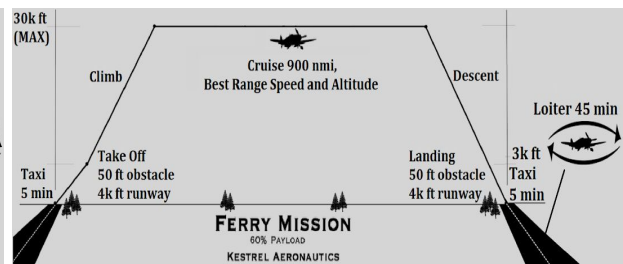 30k ft
(MAX)
Climb
Cruise 900 nmi,
Best Range Speed and Altitude
Descent
Loiter 45 min
Taxi
5 min
Take Off
50 ft obstacle
4k ft runway
Landing
50 ft obstacle
4k ft runway
3k ft
Taxi
5 min
FERRY MISSION
60% PAYLOAD
KESTREL AERONAUTICS